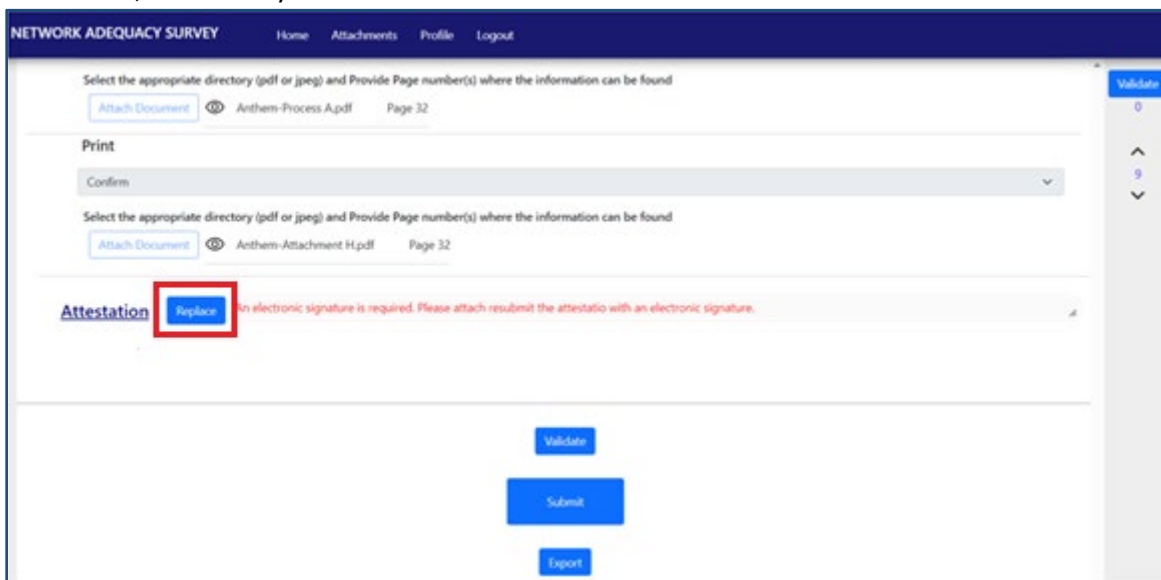 NETWORK ADEQUACY SURVEY Home Attachments Profile Logout
Select the appropriate directory (pdf or jpeg) and Provide Page number(s) where the information can be found
Validate
Attach Document Anthem-Process A.pdf Page 32
0
Print
Confirm
9
Select the appropriate directory (pdf or jpeg) and Provide Page number(s) where the information can be found
Attach Document Anthem-Attachment H.pdf Page 32
Attestation Replace An electronic signature is required. Please attach resubmit the attestatio with an electronic signature.
Validate
Submit
Export